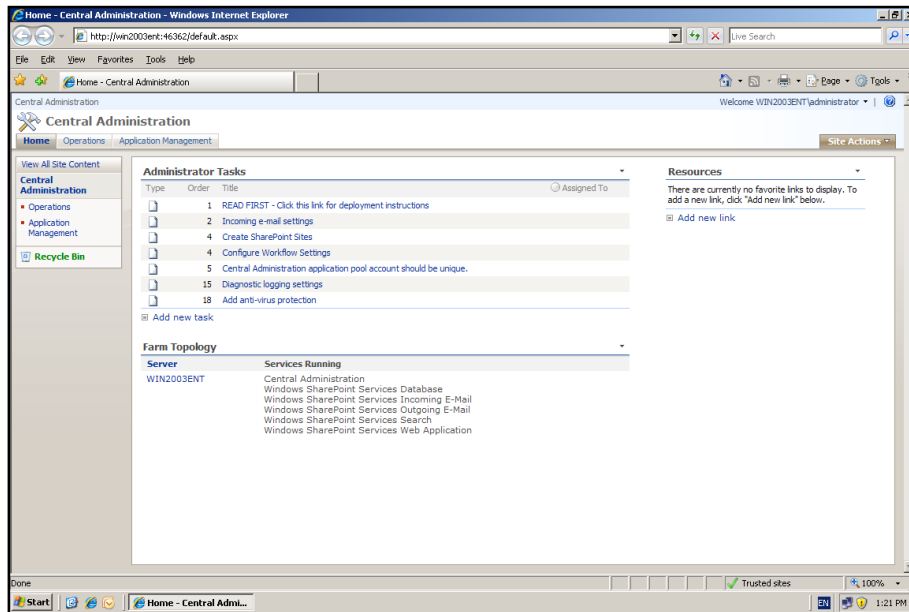 Home - Central Administration - Windows Internet Explorer
http://win2003ent:46362/default.aspx
Live Search
File Edit View Favorites Tools Help
Home - Central Administration
Page Tools
Central Administration
Welcome WIN2003ENT\administrator
Central Administration
Home Operations Application Management
Site Actions
View All Site Content
Central
Administration
Operations
Application
Management
Recycle Bin
Administrator Tasks
Type Order Title Assigned To
1 READ FIRST - Click this link for deployment instructions
2 Incoming e-mail settings
4 Create SharePoint Sites
4 Configure Workflow Settings
5 Central Administration application pool account should be unique.
15 Diagnostic logging settings
18 Add anti-virus protection
Add new task
Farm Topology
Server Services Running
WIN2003ENT Central Administration
Windows SharePoint Services Database
Windows SharePoint Services Incoming E-Mail
Windows SharePoint Services Outgoing E-Mail
Windows SharePoint Services Search
Windows SharePoint Services Web Application
Resources
There are currently no favorite links to display. To
add a new link, click "Add new link" below.
Add new link
Done
Trusted sites
100%
Start
Home - Central Admi...
EN
1:21 PM